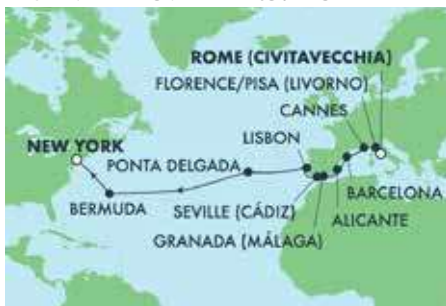 ROME (CIVITAVECCHIA)
FLORENCE/PISA (LIVORNO)
CANNES
LISBON
NEW YORK
PONTA DELGADA
BARCELONA
BERMUDA
SEVILLE (CÁDIZ)
ALICANTE
GRANADA (MÁLAGA)